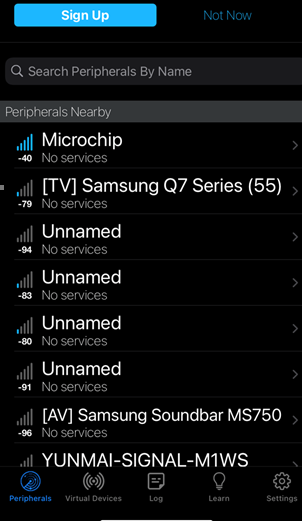 Sign Up
Not Now
Search Peripherals By Name
Peripherals Nearby
Microchip
-40
No services
[TV] Samsung Q7 Series (55)
-79
No services
Unnamed
-94
No services
Unnamed
-83
No services
Unnamed
-80
No services
Unnamed
-91
No services
[AV] Samsung Soundbar MS750
-96
No services
YUNMAI-SIGNAL-M1WS
Peripherals
Virtual Devices
Log
Learn
Settings